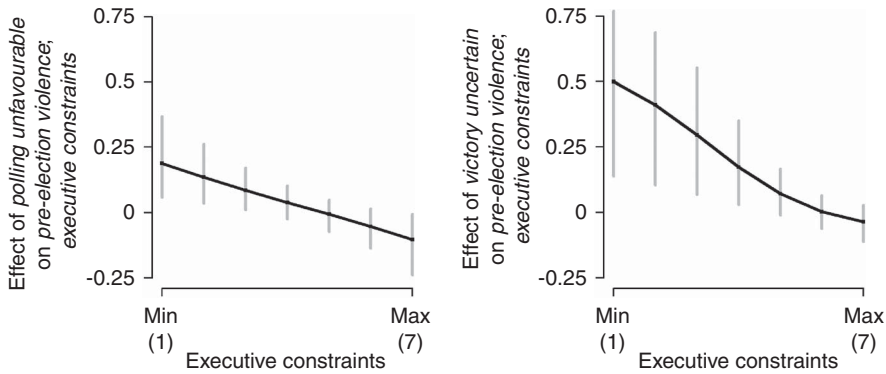 Effect of polling unfavourable
on pre-election violence;
executive constraints
0.75
0.5
0.25
0
-0.25
Min
(1)
Max
(7)
Executive constraints
Effect of victory uncertain
on pre-election violence;
executive constraints
0.75
0.5
0.25
0
-0.25
Min
(1)
Max
(7)
Executive constraints